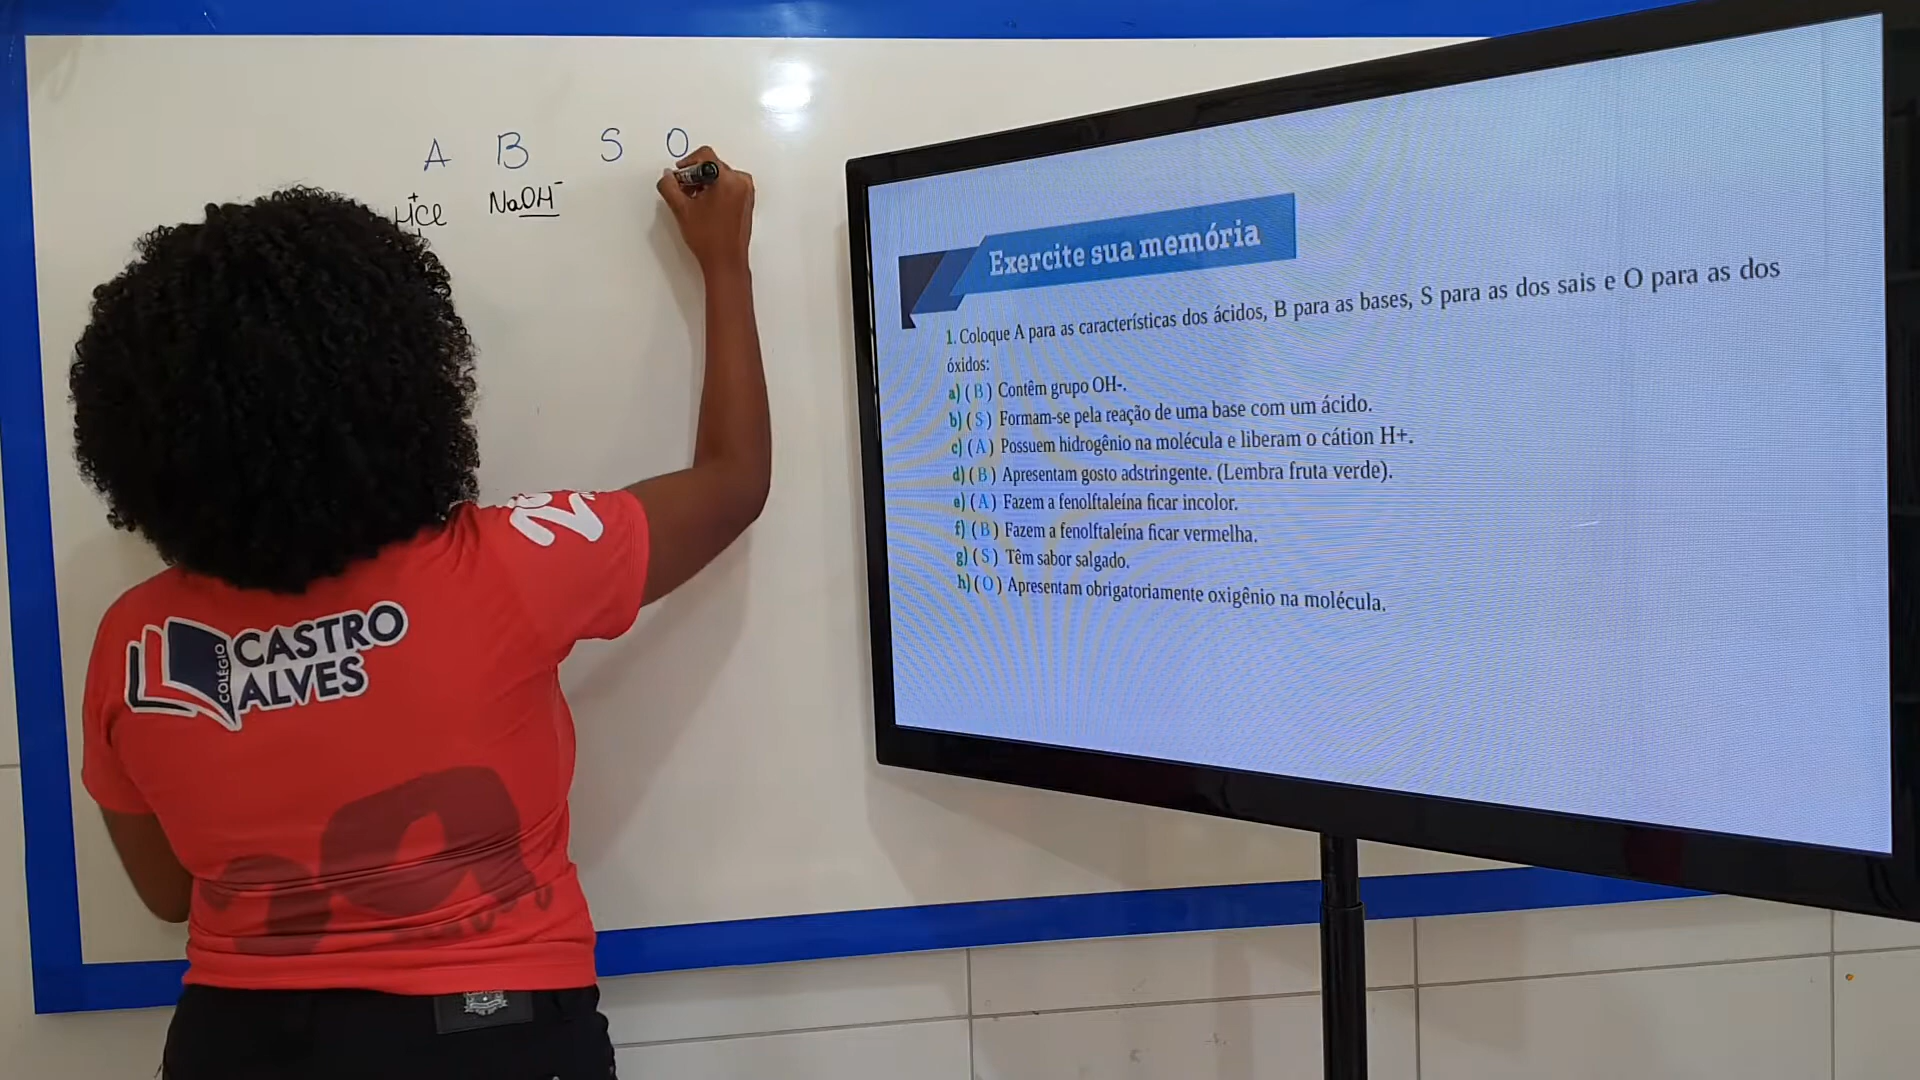 A B S O
HCl NaOH⁻
COLÉGIO
CASTRO
ALVES
Exercite sua memória
1. Coloque A para as características dos ácidos, B para as bases, S para as dos sais e O para as dos
óxidos:
a) ( B ) Contêm grupo OH-.
b) ( S ) Formam-se pela reação de uma base com um ácido.
c) ( A ) Possuem hidrogênio na molécula e liberam o cátion H+.
d) ( B ) Apresentam gosto adstringente. (Lembra fruta verde).
e) ( A ) Fazem a fenolftaleína ficar incolor.
f) ( B ) Fazem a fenolftaleína ficar vermelha.
g) ( S ) Têm sabor salgado.
h) ( O ) Apresentam obrigatoriamente oxigênio na molécula.